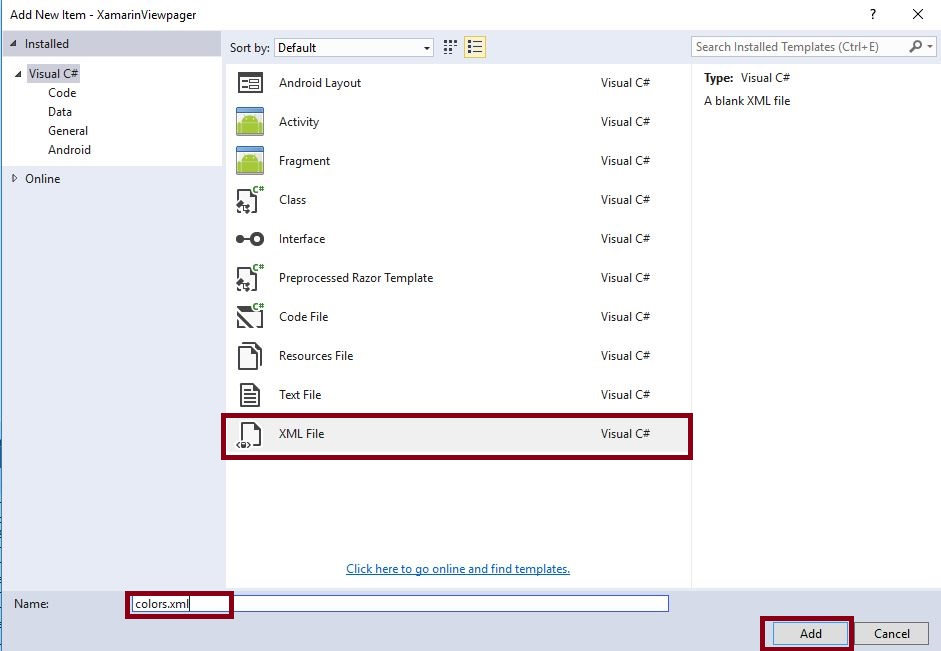 Add New Item - XamarinViewpager
?
Installed
Sort by: Default
Search Installed Templates (Ctrl+E)
Visual C#
Code
Data
General
Android
Online
Android Layout Visual C#
Activity Visual C#
Fragment Visual C#
C# Class Visual C#
Interface Visual C#
C# Preprocessed Razor Template Visual C#
C# Code File Visual C#
Resources File Visual C#
Text File Visual C#
XML File Visual C#
Click here to go online and find templates.
Type: Visual C#
A blank XML file
Name: colors.xml
Add Cancel